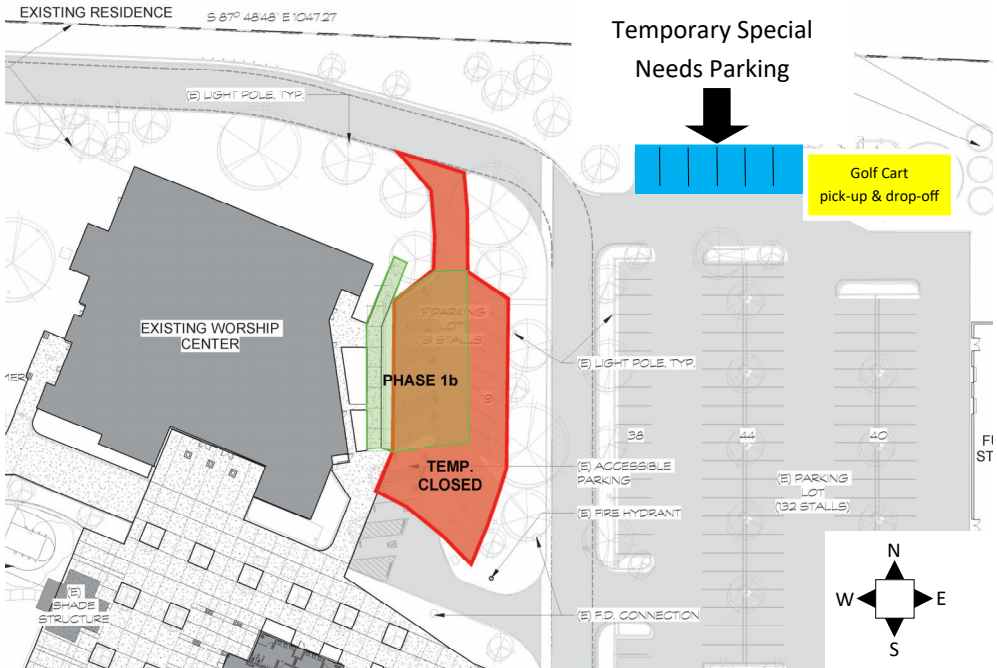 EXISTING RESIDENCE
S 87° 48'48" E 1047.27
Temporary Special
Needs Parking
(E) LIGHT POLE, TYP.
Golf Cart
pick-up & drop-off
EXISTING WORSHIP
CENTER
(E) PARKING
LOT
(19 STALLS)
(E) LIGHT POLE, TYP.
PHASE 1b
19
38
44
40
TEMP.
CLOSED
(E) ACCESSIBLE
PARKING
(E) PARKING
LOT
(132 STALLS)
(E) FIRE HYDRANT
(E) SHADE
STRUCTURE
(E) F.D. CONNECTION
N
W
E
S